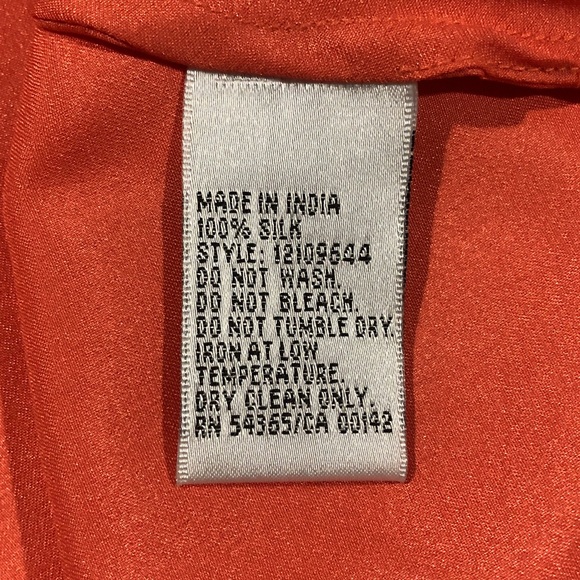 MADE IN INDIA
100% SILK
STYLE: 12109644
DO NOT WASH.
DO NOT BLEACH.
DO NOT TUMBLE DRY.
IRON AT LOW
TEMPERATURE.
DRY CLEAN ONLY.
RN 54365/CA 00142